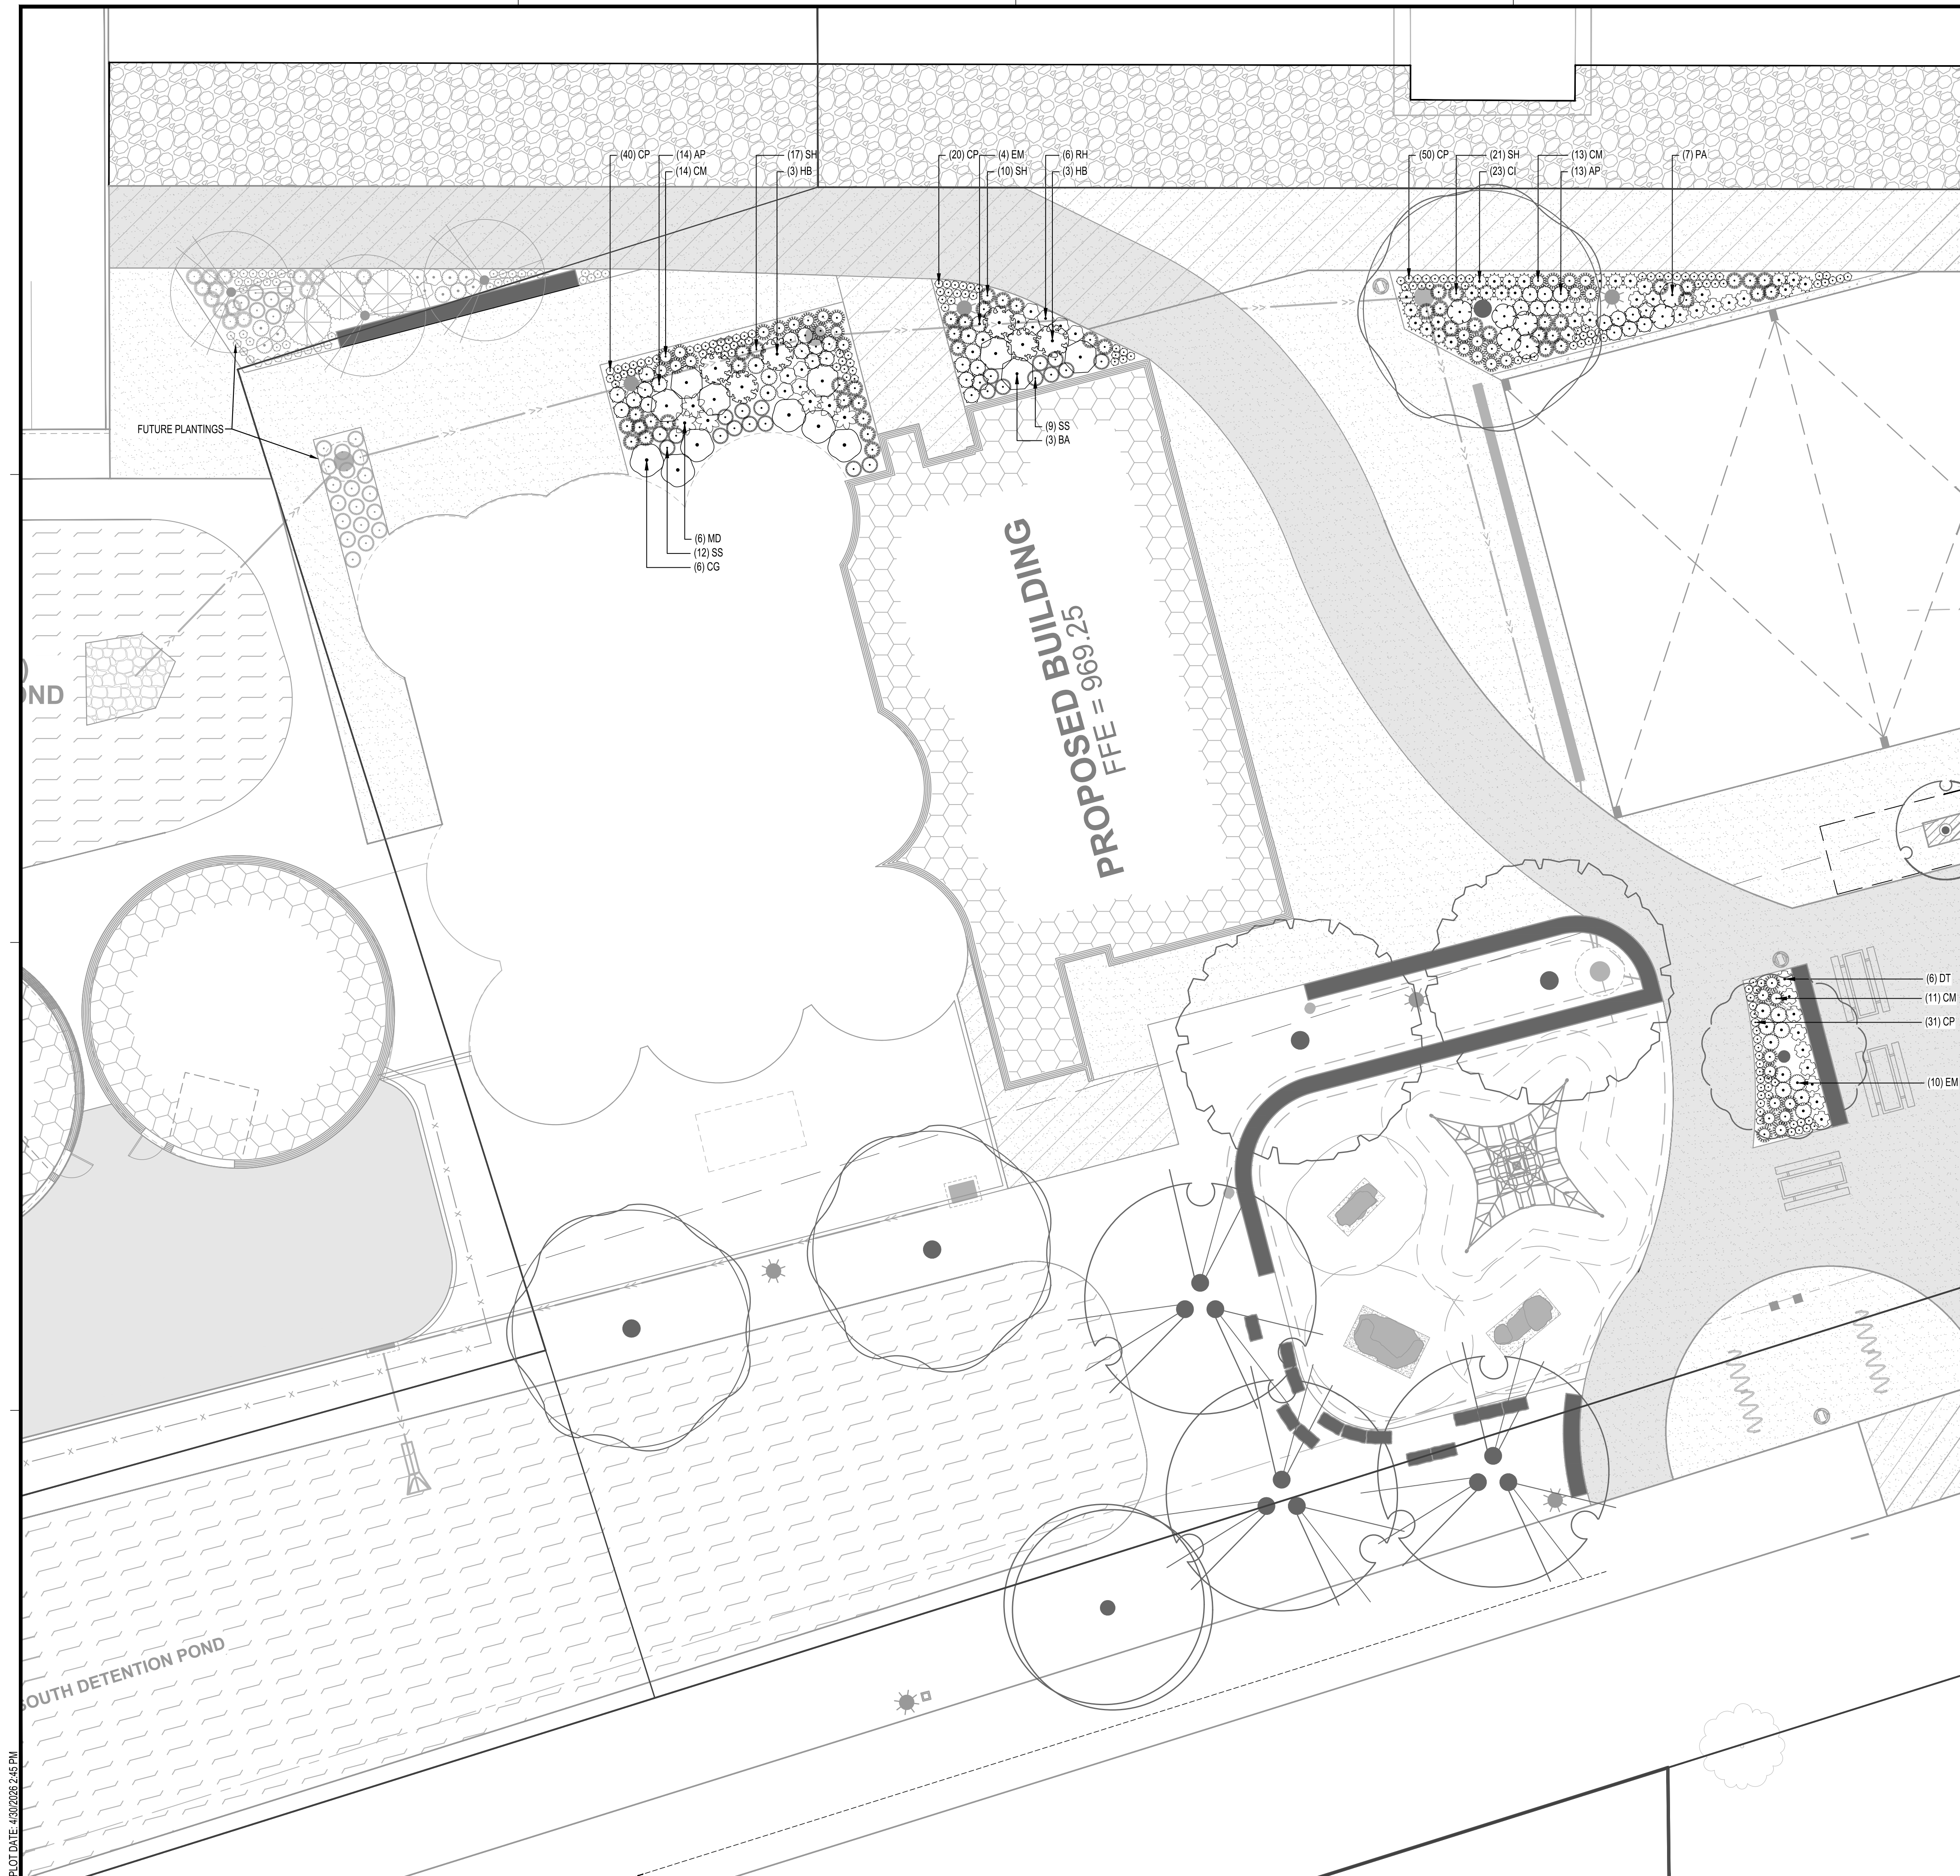 (40) CP
(14) AP
(14) CM
(17) SH
(3) HB
(20) CP
(4) EM
(10) SH
(6) RH
(3) HB
(50) CP
(21) SH
(23) CI
(13) CM
(13) AP
(7) PA
FUTURE PLANTINGS
(9) SS
(3) BA
(6) MD
(12) SS
(6) CG
PROPOSED BUILDING
FFE = 969.25
OND
(6) DT
(11) CM
(31) CP
(10) EM
SOUTH DETENTION POND
PLOT DATE: 4/30/2026 2:45 PM